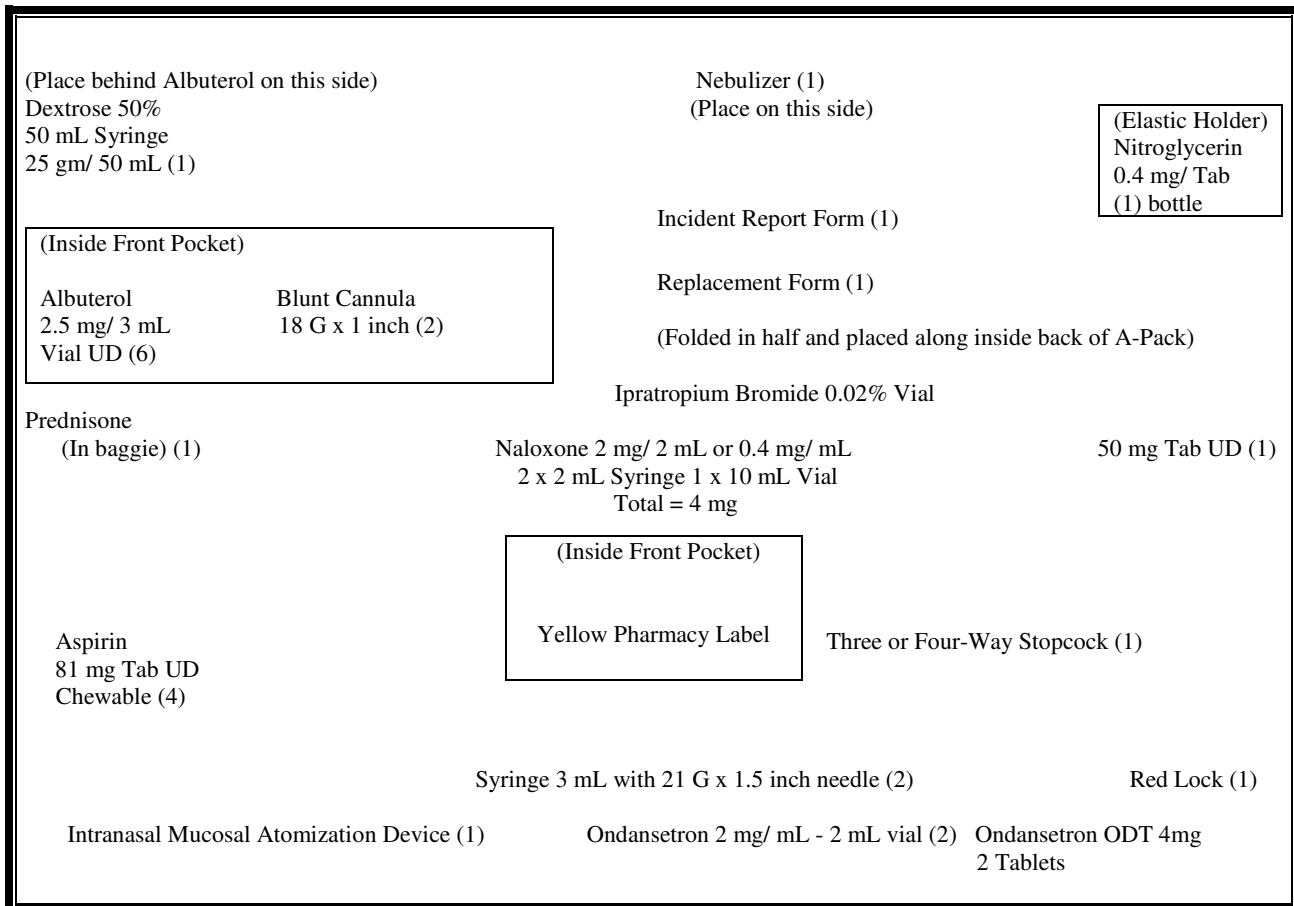 (Place behind Albuterol on this side)
Dextrose 50%
50 mL Syringe
25 gm/ 50 mL (1)
Nebulizer (1)
(Place on this side)
(Elastic Holder)
Nitroglycerin
0.4 mg/ Tab
(1) bottle
Incident Report Form (1)
(Inside Front Pocket)
Albuterol
2.5 mg/ 3 mL
Vial UD (6)
Blunt Cannula
18 G x 1 inch (2)
Replacement Form (1)
(Folded in half and placed along inside back of A-Pack)
Ipratropium Bromide 0.02% Vial
Prednisone
(In baggie) (1)
Naloxone 2 mg/ 2 mL or 0.4 mg/ mL
2 x 2 mL Syringe 1 x 10 mL Vial
Total = 4 mg
50 mg Tab UD (1)
(Inside Front Pocket)
Yellow Pharmacy Label
Aspirin
81 mg Tab UD
Chewable (4)
Three or Four-Way Stopcock (1)
Syringe 3 mL with 21 G x 1.5 inch needle (2)
Red Lock (1)
Intranasal Mucosal Atomization Device (1)
Ondansetron 2 mg/ mL - 2 mL vial (2)
Ondansetron ODT 4mg
2 Tablets